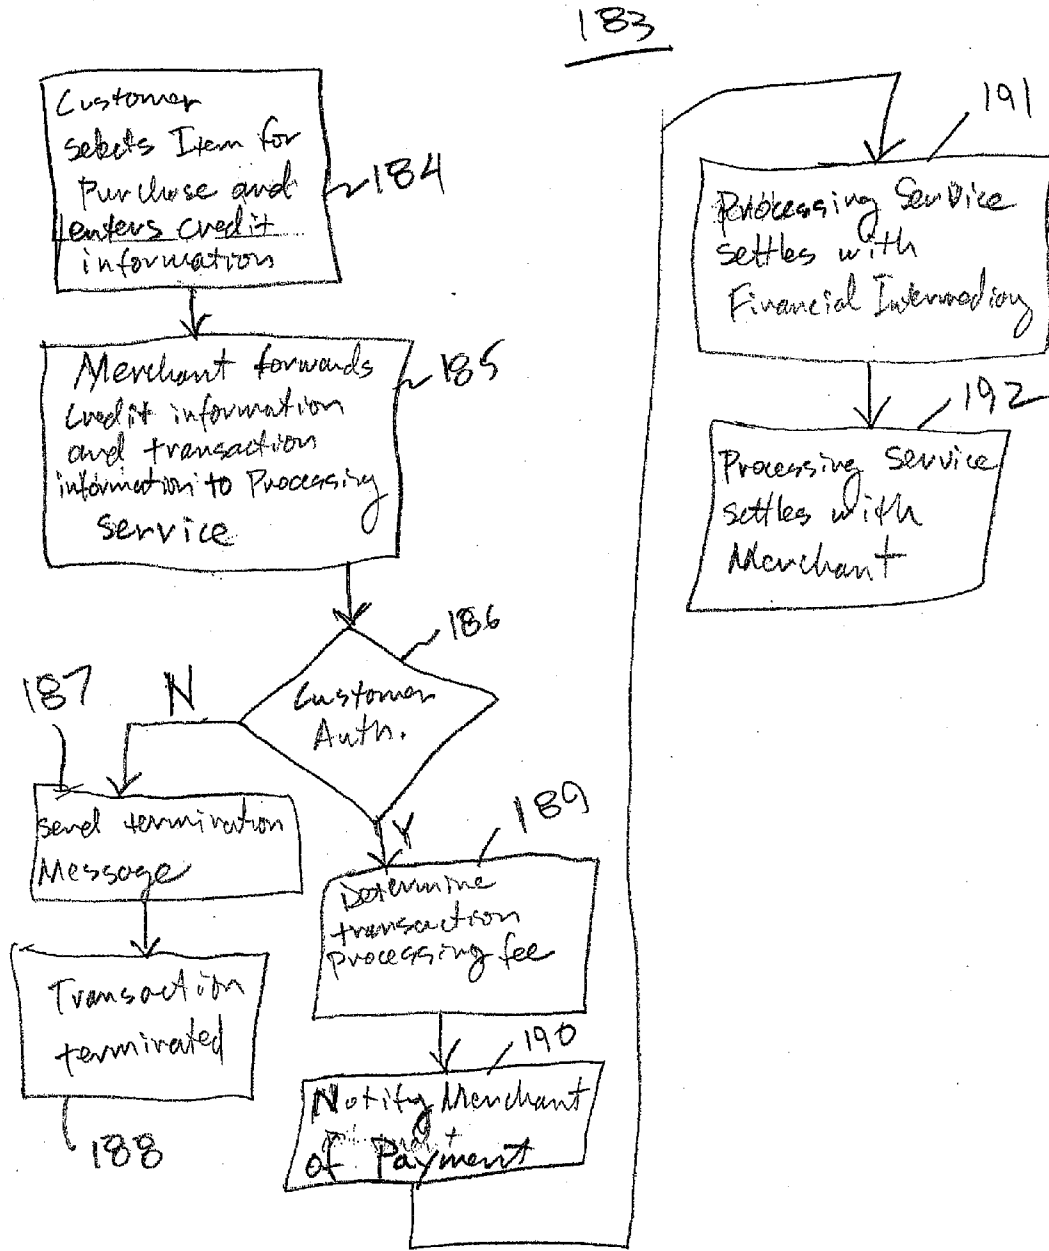 183
Customer
selects Item for
Purchase and
enters credit
information
184
Merchant forwards
credit information
and transaction
information to Processing
service
185
Customer
Auth.
186
N
187
Send termination
Message
Transaction
terminated
188
Y
189
Determine
transaction
processing fee
190
Notify Merchant
of Payment
191
Processing Service
settles with
Financial Intermediary
192
Processing service
settles with
Merchant